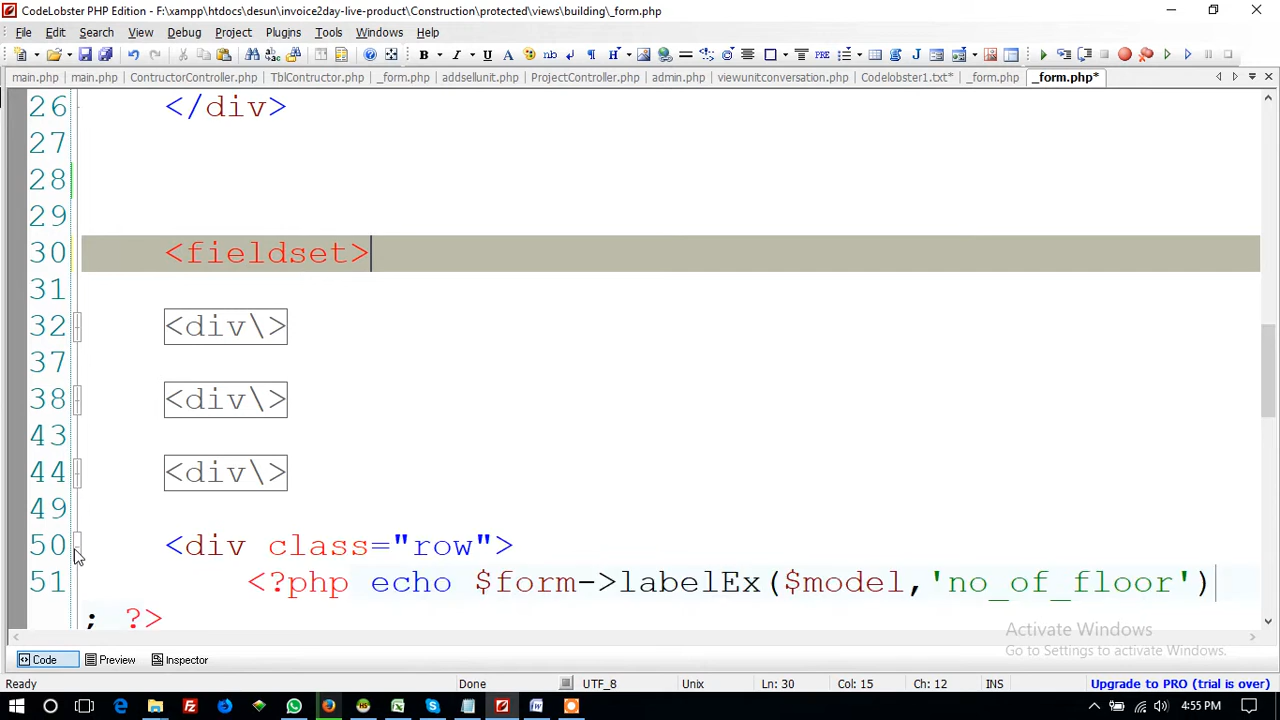 CodeLobster PHP Edition - F:\xampp\htdocs\desun\invoice2day-live-product\Construction\protected\views\building\_form.php
File Edit Search View Debug Project Plugins Tools Windows Help
main.php main.php ContructorController.php TblContructor.php _form.php addsellunit.php ProjectController.php admin.php viewunitconversation.php Codelobster1.txt* _form.php _form.php*
26 </div>
27
28
29
30 <fieldset>
31
32 <div\>
37
38 <div\>
43
44 <div\>
49
50 <div class="row">
51 <?php echo $form->labelEx($model,'no_of_floor')
; ?>
Activate Windows
Go to Settings to activate Windows.
Code Preview Inspector
Ready Done UTF_8 Unix Ln: 30 Col: 15 Ch: 12 INS Upgrade to PRO (trial is over)
4:55 PM